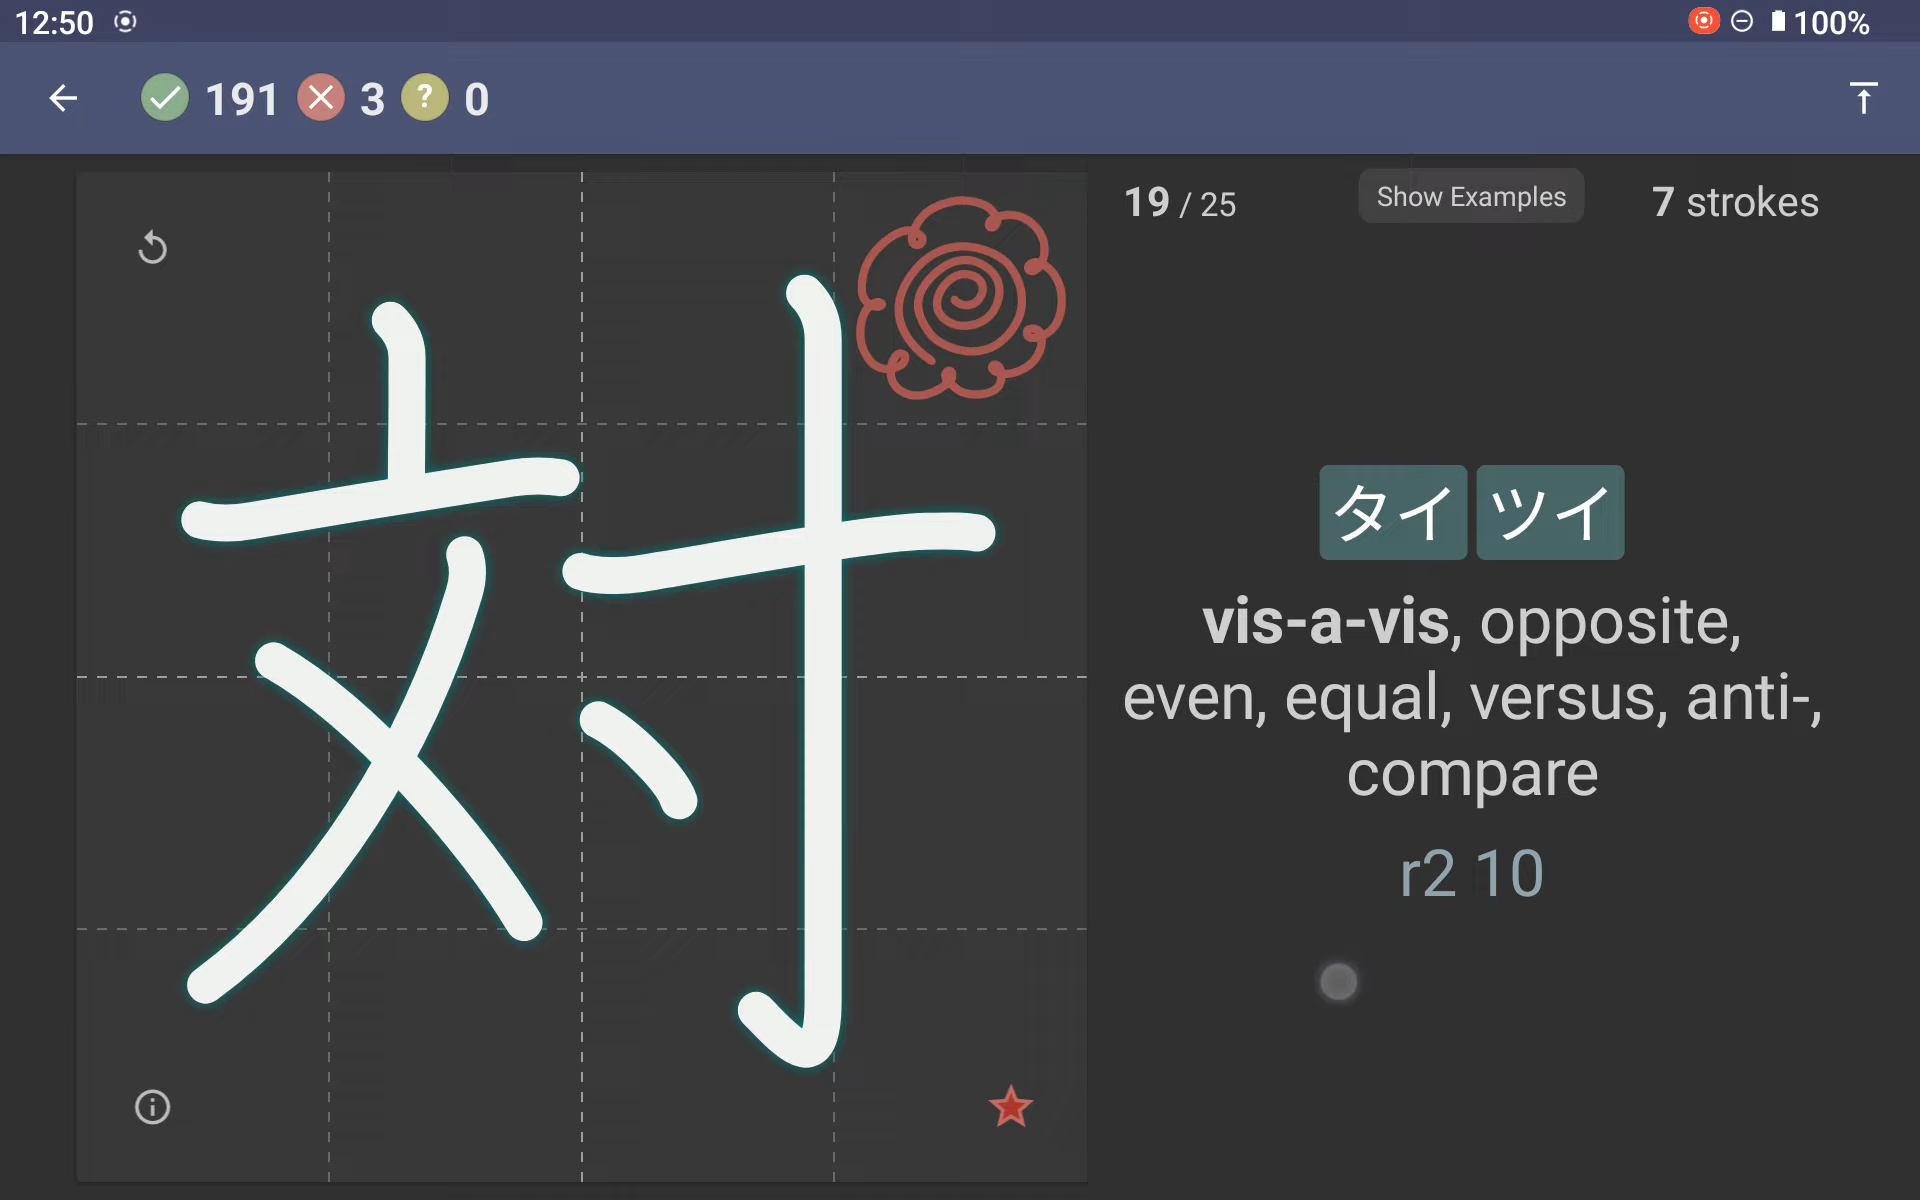 12:50 100%
191 3 ? 0
19 / 25 Show Examples 7 strokes
対
タイ ツイ
vis-a-vis, opposite,
even, equal, versus, anti-,
compare
r2 10